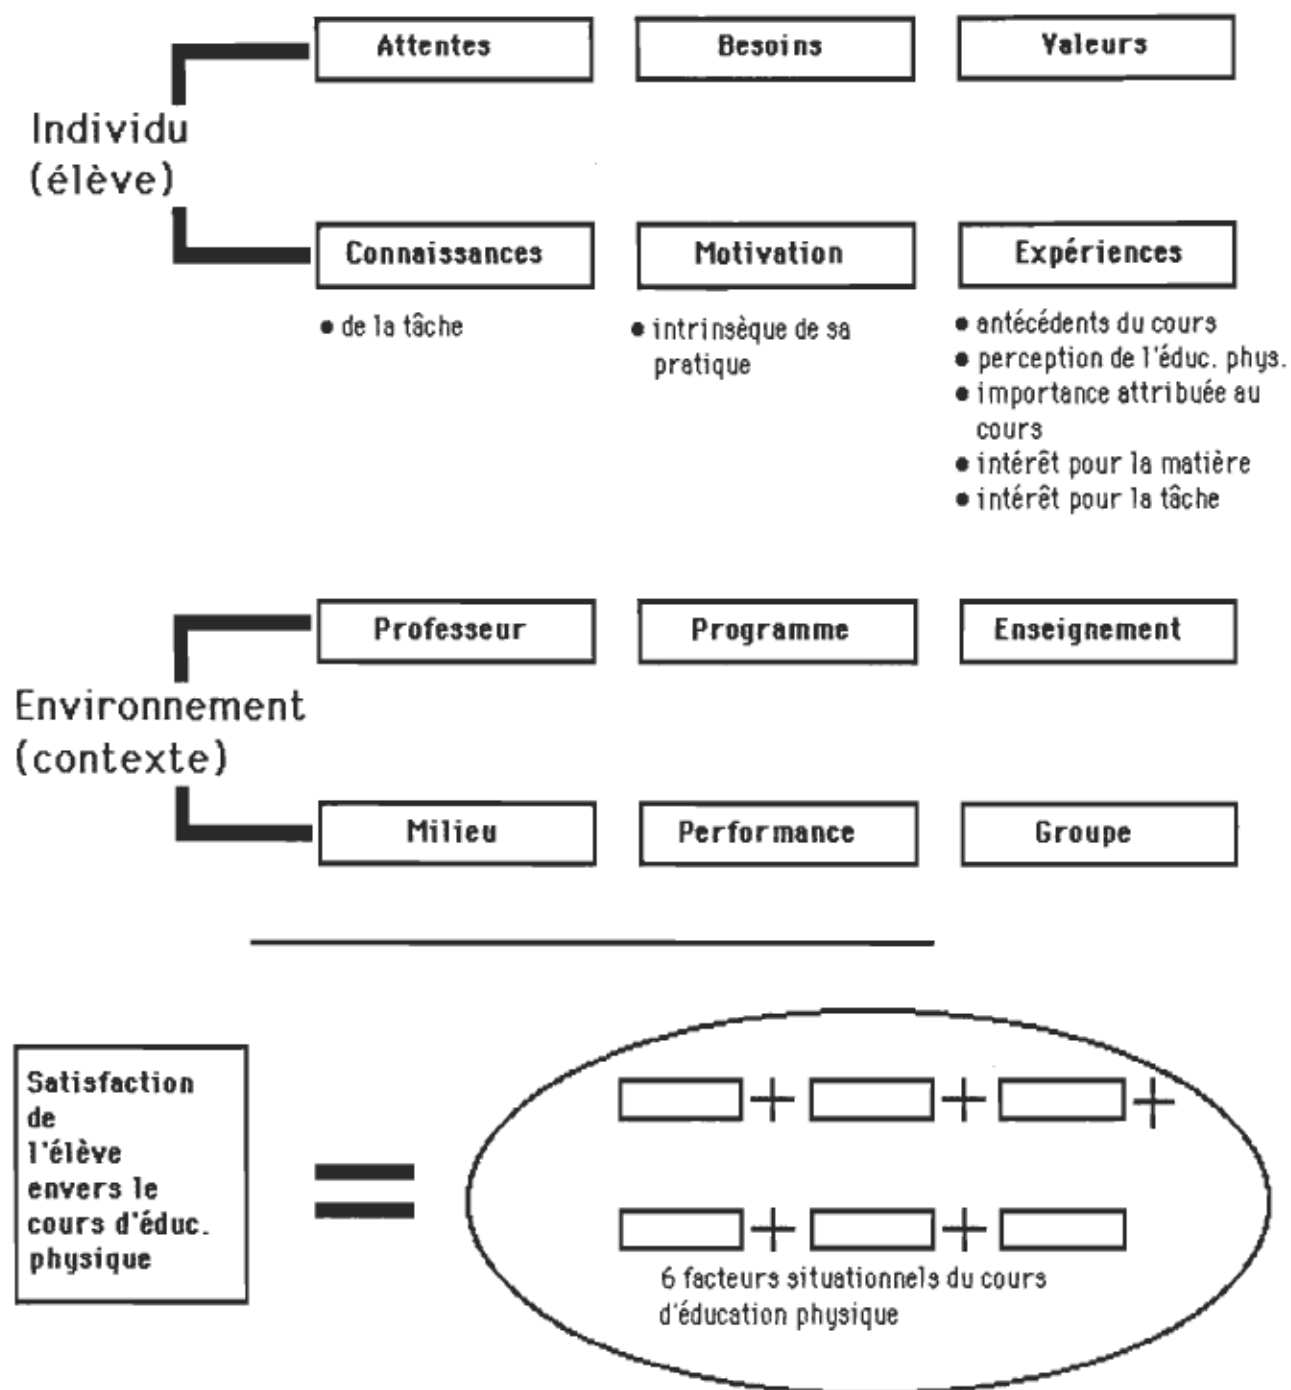 Attentes
Besoins
Valeurs
Individu
(élève)
Connaissances
Motivation
Expériences
● de la tâche
● intrinsèque de sa
pratique
● antécédents du cours
● perception de l'éduc. phys.
● importance attribuée au
cours
● intérêt pour la matière
● intérêt pour la tâche
Professeur
Programme
Enseignement
Environnement
(contexte)
Milieu
Performance
Groupe
Satisfaction
de
l'élève
envers le
cours d'éduc.
physique
=
+ + +
+ +
6 facteurs situationnels du cours
d'éducation physique